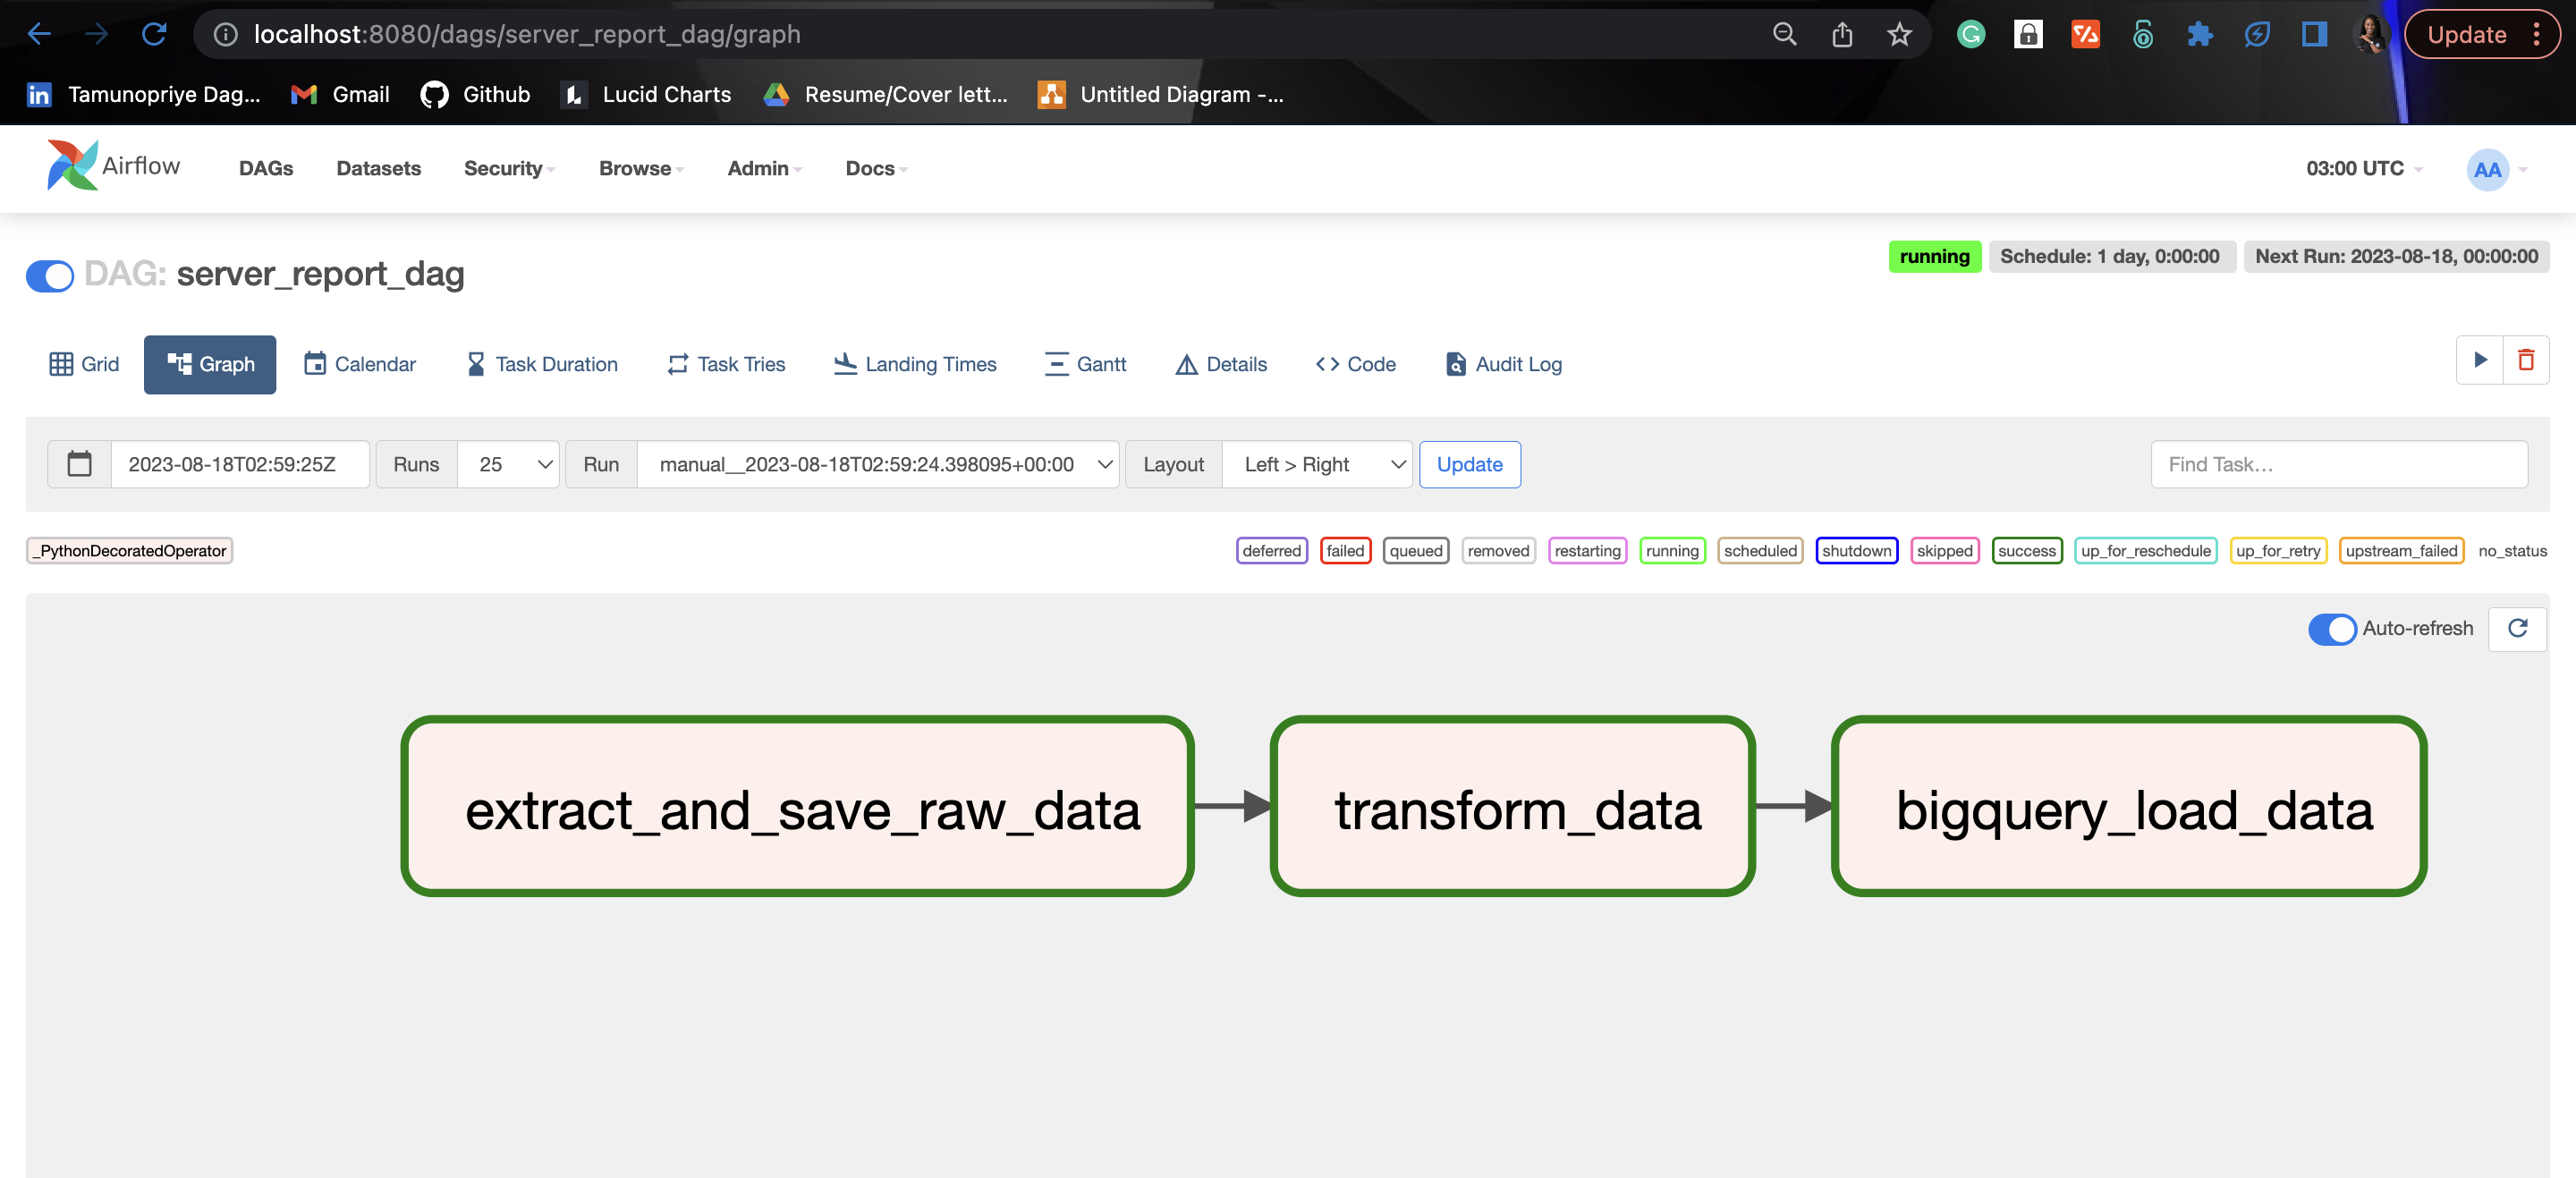 localhost:8080/dags/server_report_dag/graph
Update
Tamunopriye Dag...
Gmail
Github
Lucid Charts
Resume/Cover lett...
Untitled Diagram -...
Airflow
DAGs
Datasets
Security
Browse
Admin
Docs
03:00 UTC
AA
DAG: server_report_dag
running
Schedule: 1 day, 0:00:00
Next Run: 2023-08-18, 00:00:00
Grid
Graph
Calendar
Task Duration
Task Tries
Landing Times
Gantt
Details
Code
Audit Log
2023-08-18T02:59:25Z
Runs
25
Run
manual__2023-08-18T02:59:24.398095+00:00
Layout
Left > Right
Update
Find Task...
_PythonDecoratedOperator
deferred
failed
queued
removed
restarting
running
scheduled
shutdown
skipped
success
up_for_reschedule
up_for_retry
upstream_failed
no_status
Auto-refresh
extract_and_save_raw_data
transform_data
bigquery_load_data